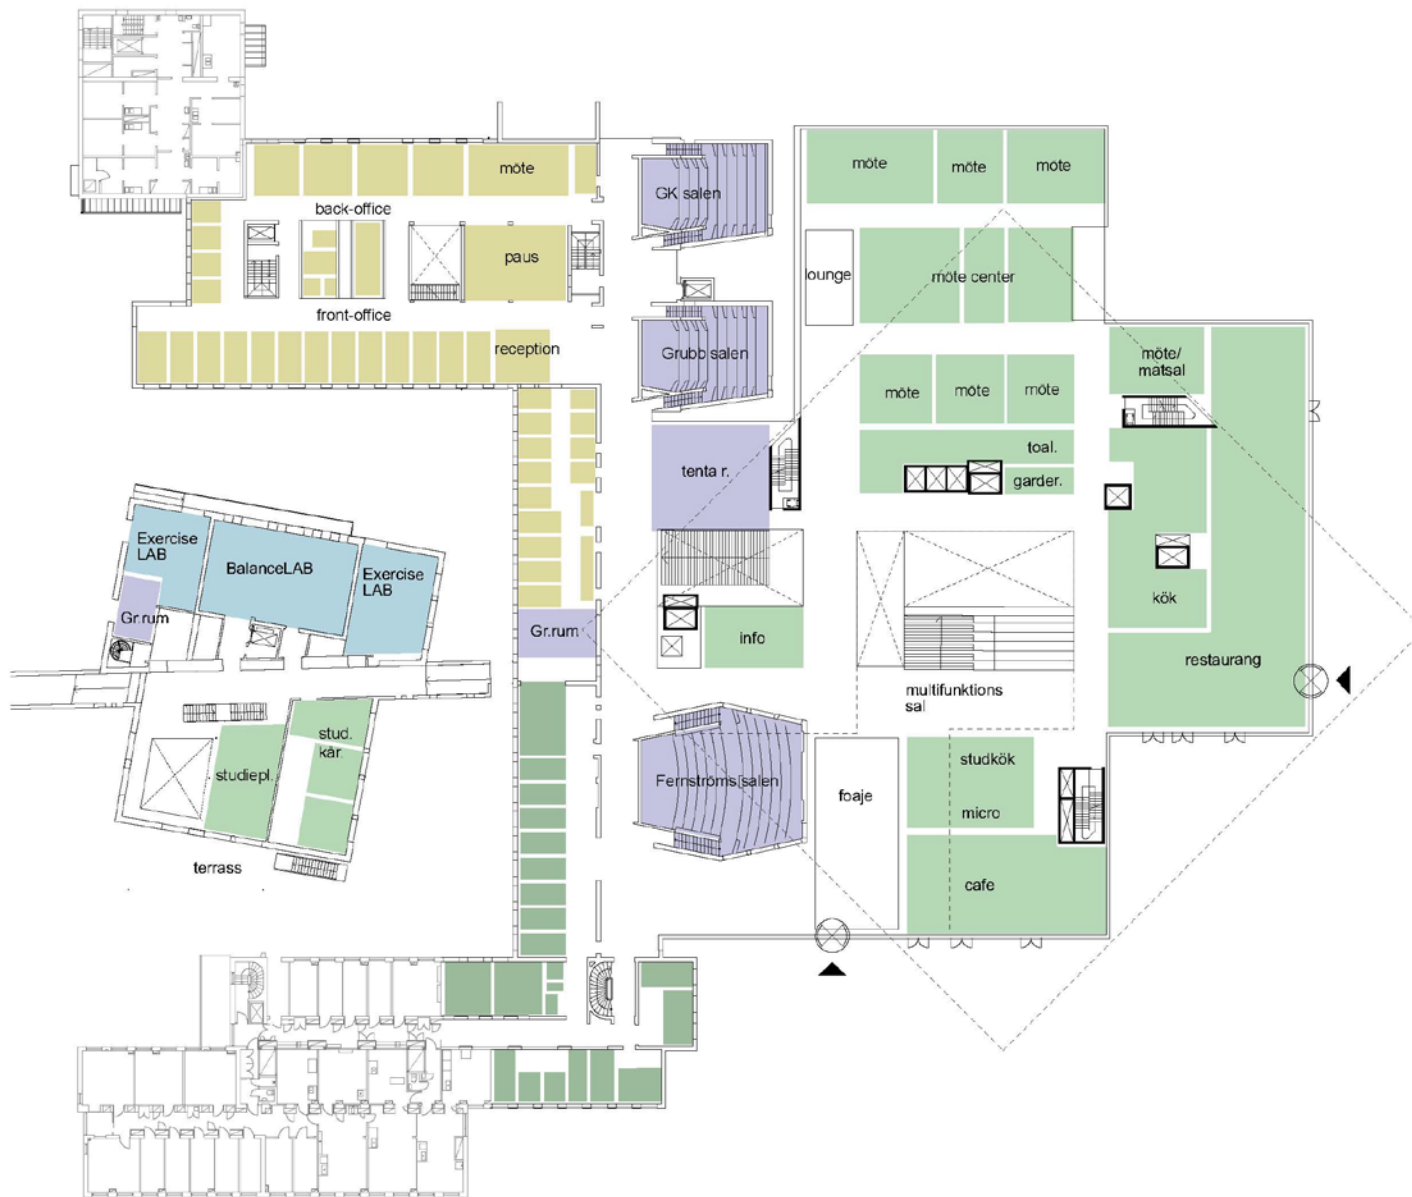 möte
back-office
paus
front-office
reception
GK salen
Grubb salen
möte
möte
möte
lounge
möte center
möte/
matsal
möte
möte
möte
toal.
garder.
tenta r.
Exercise
LAB
BalanceLAB
Exercise
LAB
Gr.rum
Gr.rum
info
kök
restaurang
multifunktions
sal
stud.
kår.
studiepl.
terrass
Fernströms salen
foaje
studkök
micro
cafe